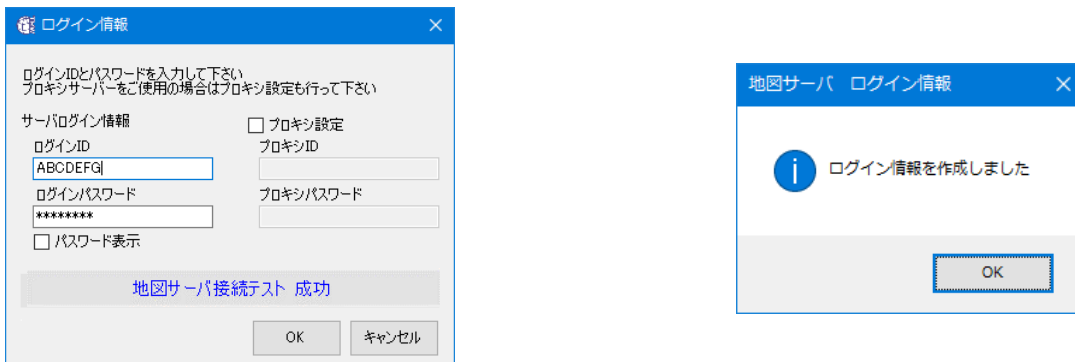 ログイン情報
ログインIDとパスワードを入力して下さい
プロキシサーバーをご使用の場合はプロキシ設定も行って下さい
サーバログイン情報
プロキシ設定
ログインID
プロキシID
ABCDEFG
ログインパスワード
プロキシパスワード
********
パスワード表示
地図サーバ接続テスト 成功
OK
キャンセル
地図サーバ ログイン情報
ログイン情報を作成しました
OK